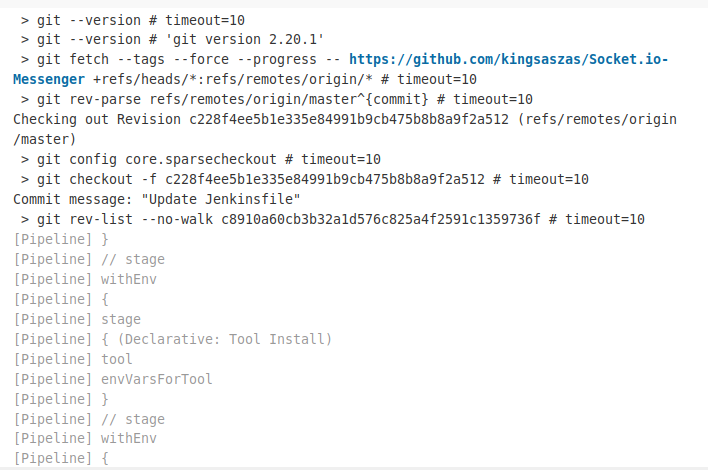 > git --version # timeout=10
> git --version # 'git version 2.20.1'
> git fetch --tags --force --progress -- https://github.com/kingsaszas/Socket.io-
Messenger +refs/heads/*:refs/remotes/origin/* # timeout=10
> git rev-parse refs/remotes/origin/master^{commit} # timeout=10
Checking out Revision c228f4ee5b1e335e84991b9cb475b8b8a9f2a512 (refs/remotes/origin
/master)
> git config core.sparsecheckout # timeout=10
> git checkout -f c228f4ee5b1e335e84991b9cb475b8b8a9f2a512 # timeout=10
Commit message: "Update Jenkinsfile"
> git rev-list --no-walk c8910a60cb3b32a1d576c825a4f2591c1359736f # timeout=10
[Pipeline] }
[Pipeline] // stage
[Pipeline] withEnv
[Pipeline] {
[Pipeline] stage
[Pipeline] { (Declarative: Tool Install)
[Pipeline] tool
[Pipeline] envVarsForTool
[Pipeline] }
[Pipeline] // stage
[Pipeline] withEnv
[Pipeline] {